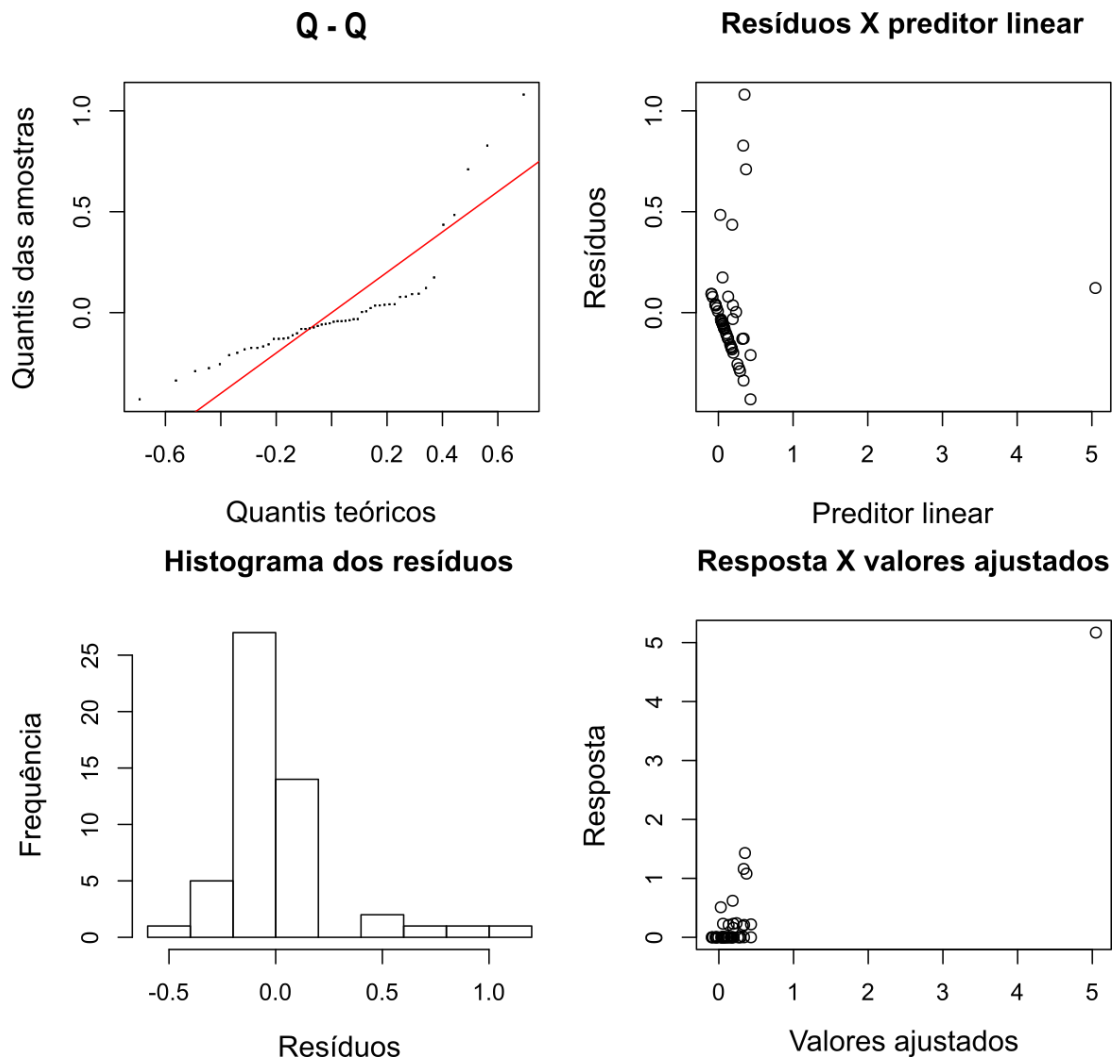 Q - Q
Quantis das amostras
1.0
0.5
0.0
-0.6
-0.2
0.2
0.4
0.6
Quantis teóricos
Resíduos X preditor linear
Resíduos
1.0
0.5
0.0
0 1 2 3 4 5
Preditor linear
Histograma dos resíduos
Frequência
25
20
15
10
5
0
-0.5 0.0 0.5 1.0
Resíduos
Resposta X valores ajustados
Resposta
5
4
3
2
1
0
0 1 2 3 4 5
Valores ajustados